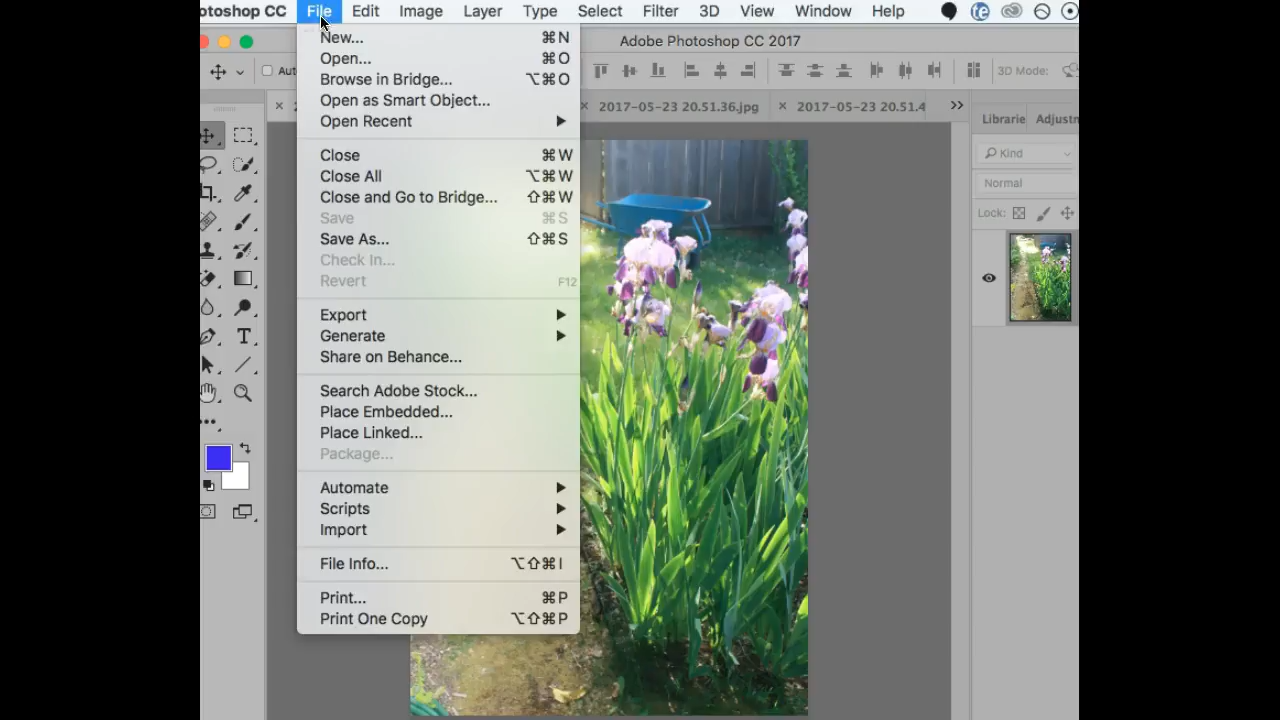 Photoshop CC File Edit Image Layer Type Select Filter 3D View Window Help
Adobe Photoshop CC 2017
3D Mode:
2017-05-23 20.51.36.jpg
2017-05-23 20.51.4
New... ⌘N
Open... ⌘O
Browse in Bridge... ⌥⌘O
Open as Smart Object...
Open Recent
Close ⌘W
Close All ⌥⌘W
Close and Go to Bridge... ⇧⌘W
Save ⌘S
Save As... ⇧⌘S
Check In...
Revert F12
Export
Generate
Share on Behance...
Search Adobe Stock...
Place Embedded...
Place Linked...
Package...
Automate
Scripts
Import
File Info... ⌥⇧⌘I
Print... ⌘P
Print One Copy ⌥⇧⌘P
Librarie Adjustn
Kind
Normal
Lock: